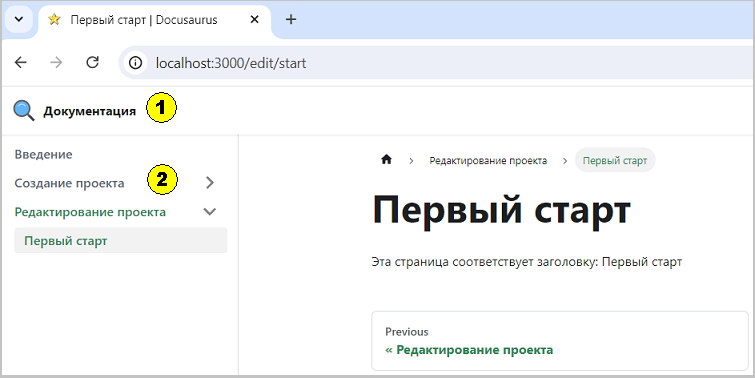 Первый старт | Docusaurus
localhost:3000/edit/start
Документация 1
Введение
Создание проекта 2
Редактирование проекта
Первый старт
Редактирование проекта Первый старт
Первый старт
Эта страница соответствует заголовку: Первый старт
Previous
« Редактирование проекта